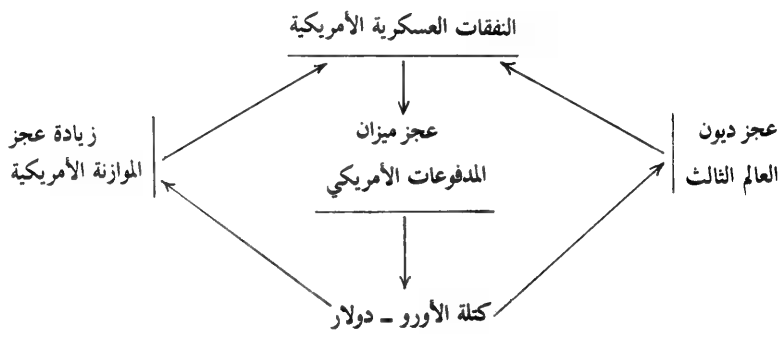 النفقات العسكرية الأمريكية
عجز ديون
العالم الثالث
عجز ميزان
المدفوعات الأمريكي
زيادة عجز
الموازنة الأمريكية
كتلة الأورو - دولار